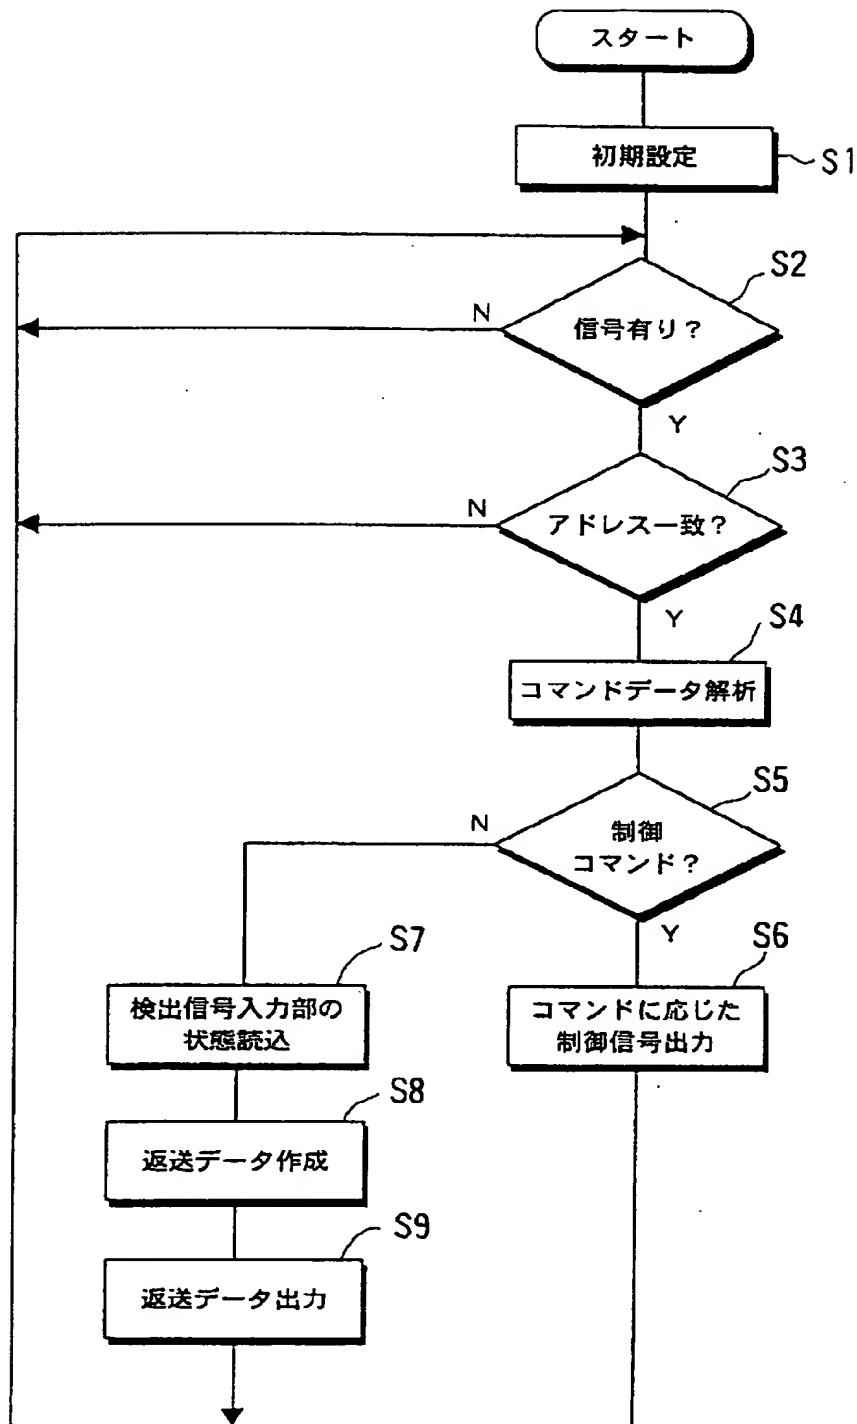 スタート
初期設定
S1
S2
信号有り?
N
Y
S3
アドレス一致?
N
Y
S4
コマンドデータ解析
S5
制御
コマンド?
N
Y
S7
検出信号入力部の
状態読込
S6
コマンドに応じた
制御信号出力
S8
返送データ作成
S9
返送データ出力